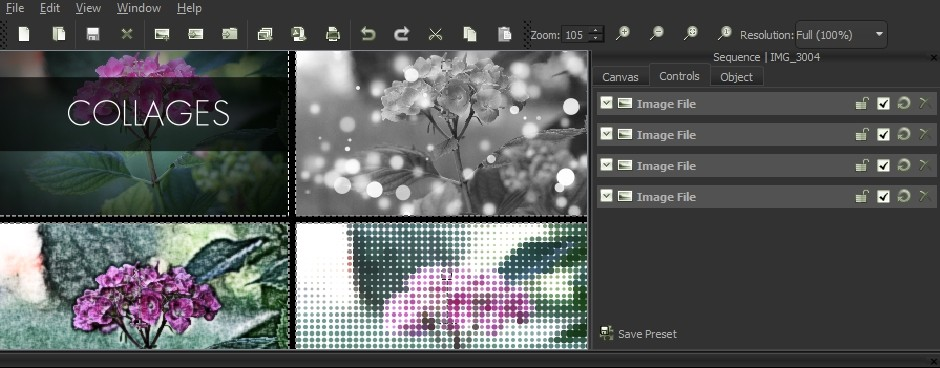 File Edit View Window Help
Zoom: 105 Resolution: Full (100%)
Sequence | IMG_3004
Canvas Controls Object
COLLAGES
Image File
Image File
Image File
Image File
Save Preset